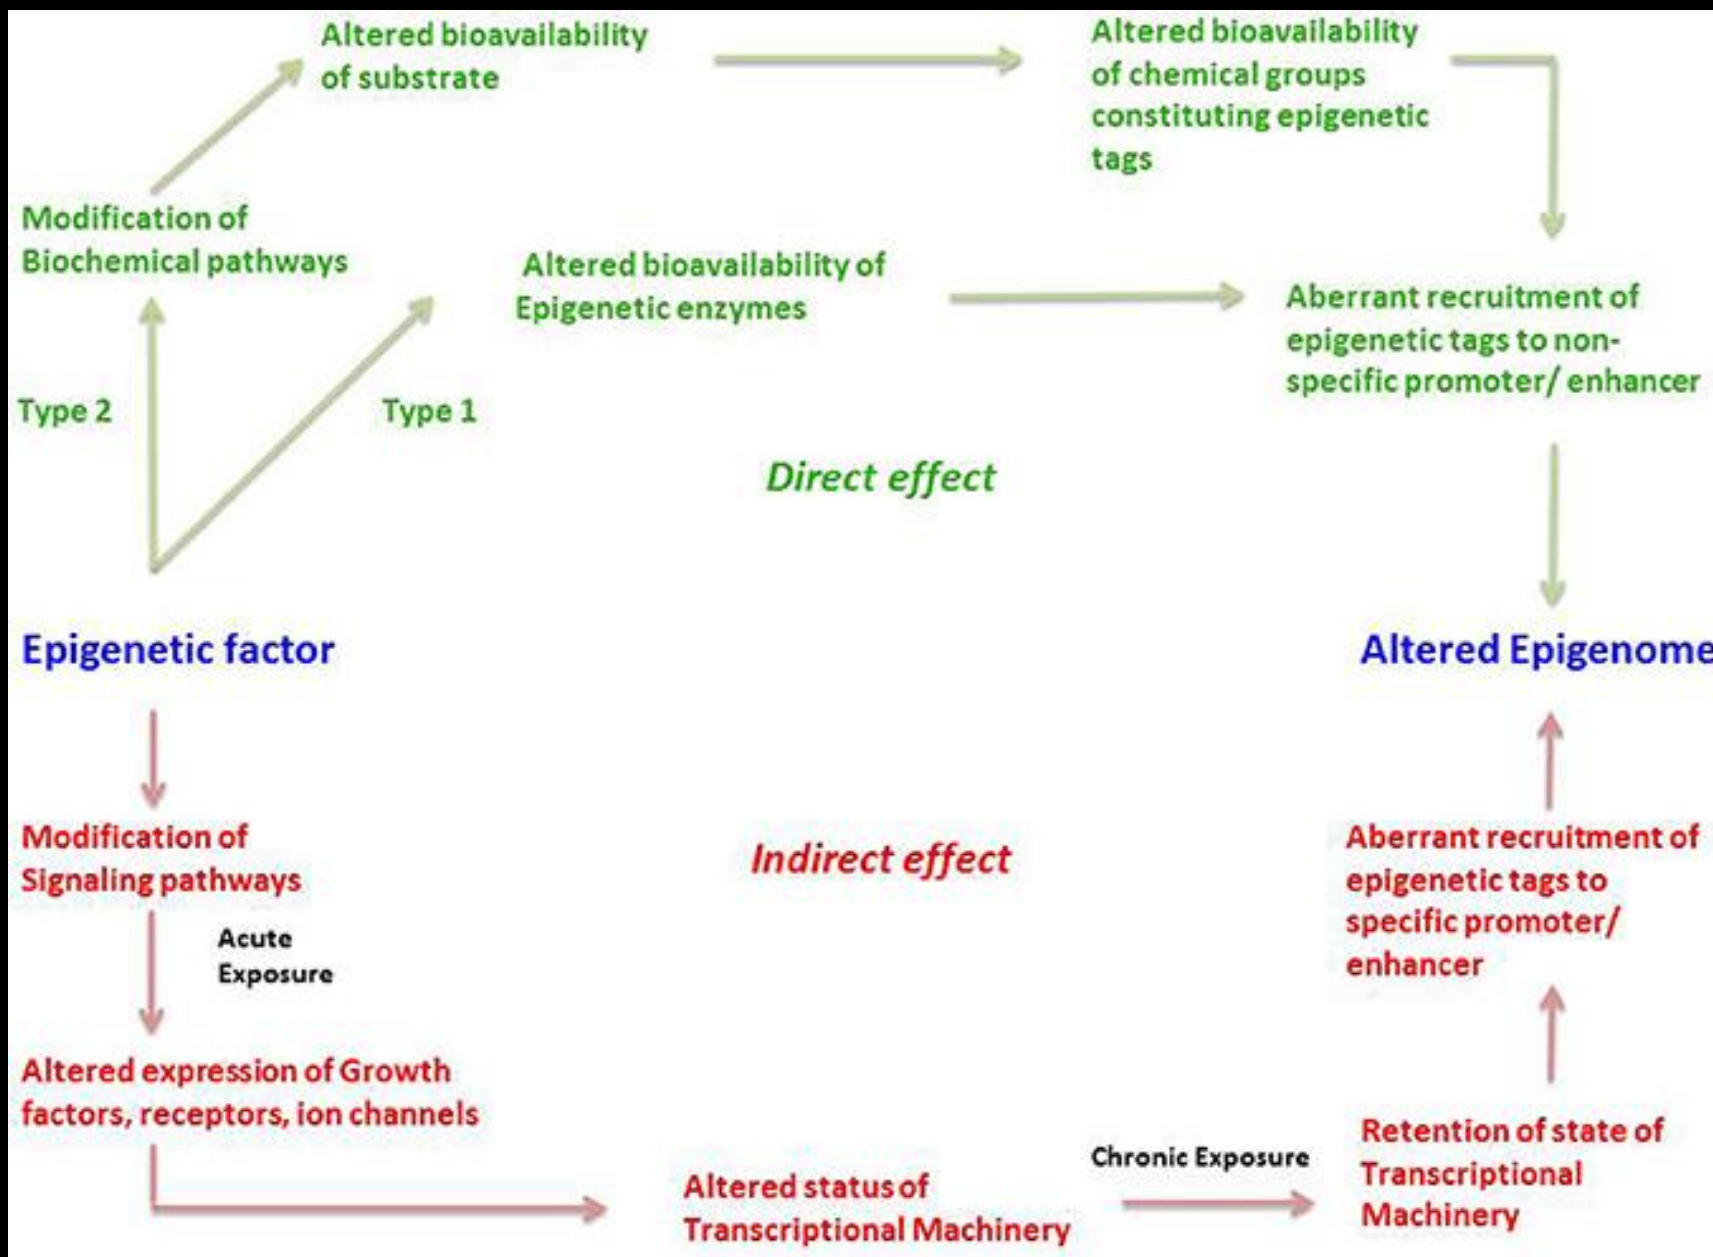 Altered bioavailability
of substrate
Altered bioavailability
of chemical groups
constituting epigenetic
tags
Modification of
Biochemical pathways
Altered bioavailability of
Epigenetic enzymes
Aberrant recruitment of
epigenetic tags to non-
specific promoter/ enhancer
Type 2
Type 1
Direct effect
Epigenetic factor
Altered Epigenome
Modification of
Signaling pathways
Indirect effect
Aberrant recruitment of
epigenetic tags to
specific promoter/
enhancer
Acute
Exposure
Altered expression of Growth
factors, receptors, ion channels
Altered status of
Transcriptional Machinery
Chronic Exposure
Retention of state of
Transcriptional
Machinery